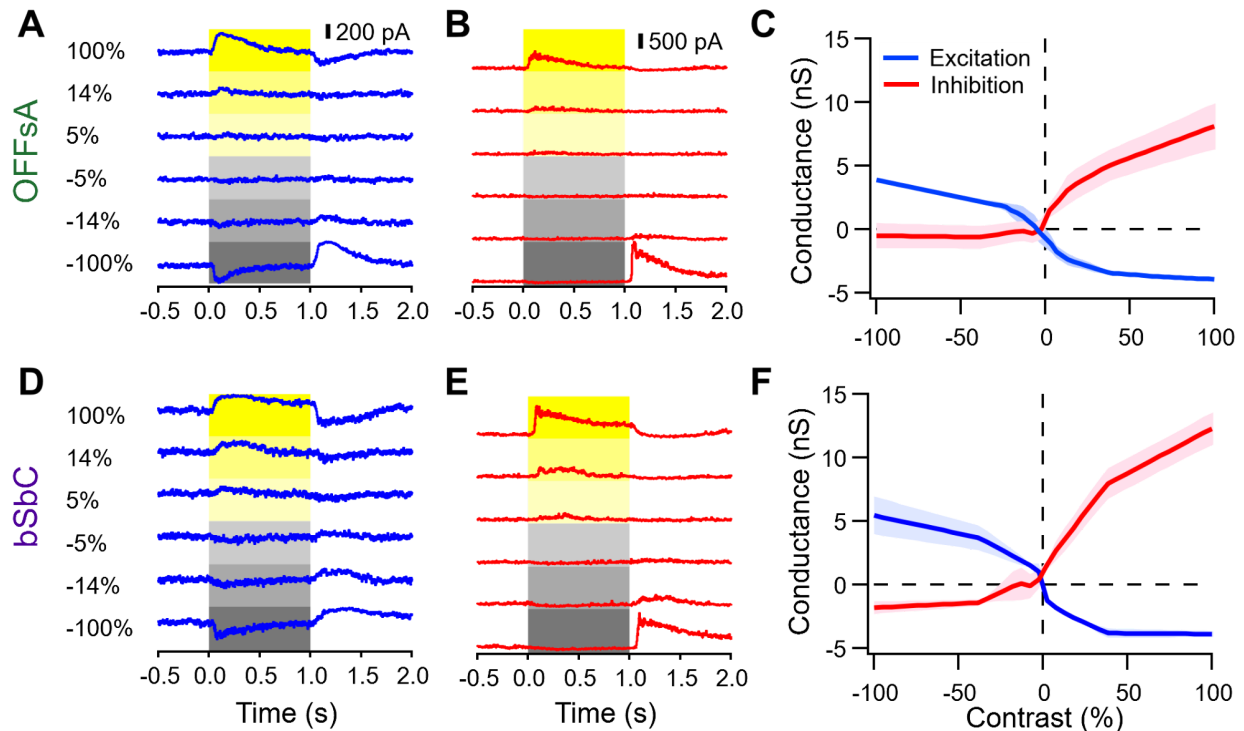 A
200 pA
B
500 pA
C
OFFsA
100%
14%
5%
-5%
-14%
-100%
-0.5 0.0 0.5 1.0 1.5 2.0
-0.5 0.0 0.5 1.0 1.5 2.0
Conductance (nS)
15
10
5
0
-5
Excitation
Inhibition
-100 -50 0 50 100
D
E
F
bSbC
100%
14%
5%
-5%
-14%
-100%
-0.5 0.0 0.5 1.0 1.5 2.0
Time (s)
-0.5 0.0 0.5 1.0 1.5 2.0
Time (s)
Conductance (nS)
15
10
5
0
-5
-100 -50 0 50 100
Contrast (%)